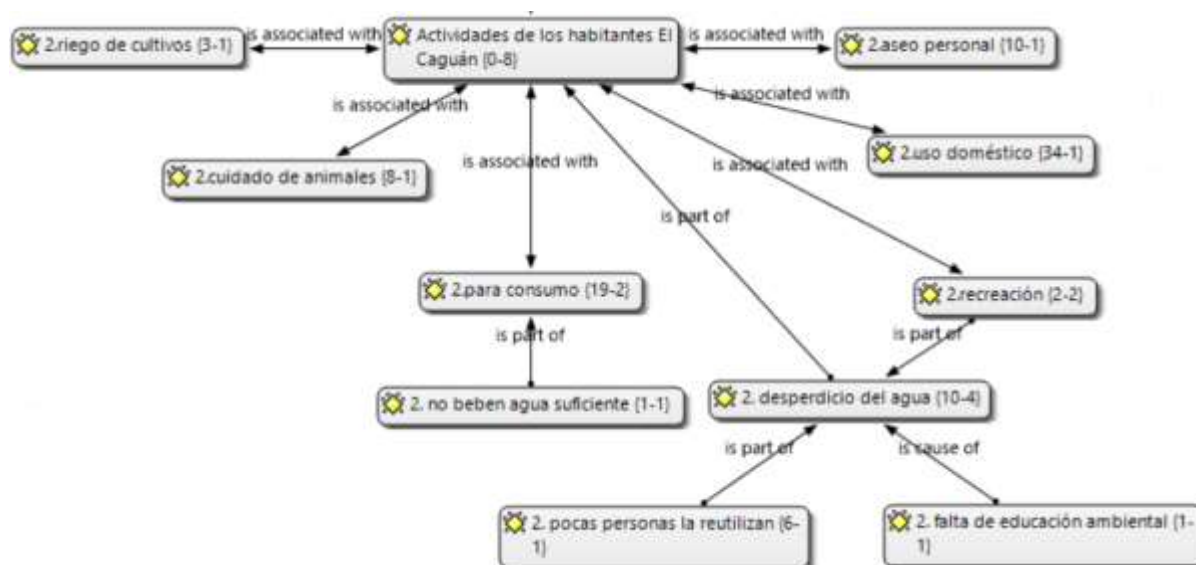 2.riego de cultivos {3-1}
is associated with
Actividades de los habitantes El
Caguán {0-8}
is associated with
2.aseo personal {10-1}
is associated with
is associated with
2.uso doméstico {34-1}
2.cuidado de animales {8-1}
is associated with
is associated with
is part of
2.para consumo {19-2}
2.recreación {2-2}
is part of
is part of
2. no beben agua suficiente {1-1}
2. desperdicio del agua {10-4}
is part of
is cause of
2. pocas personas la reutilizan {6-
1}
2. falta de educación ambiental {1-
1}